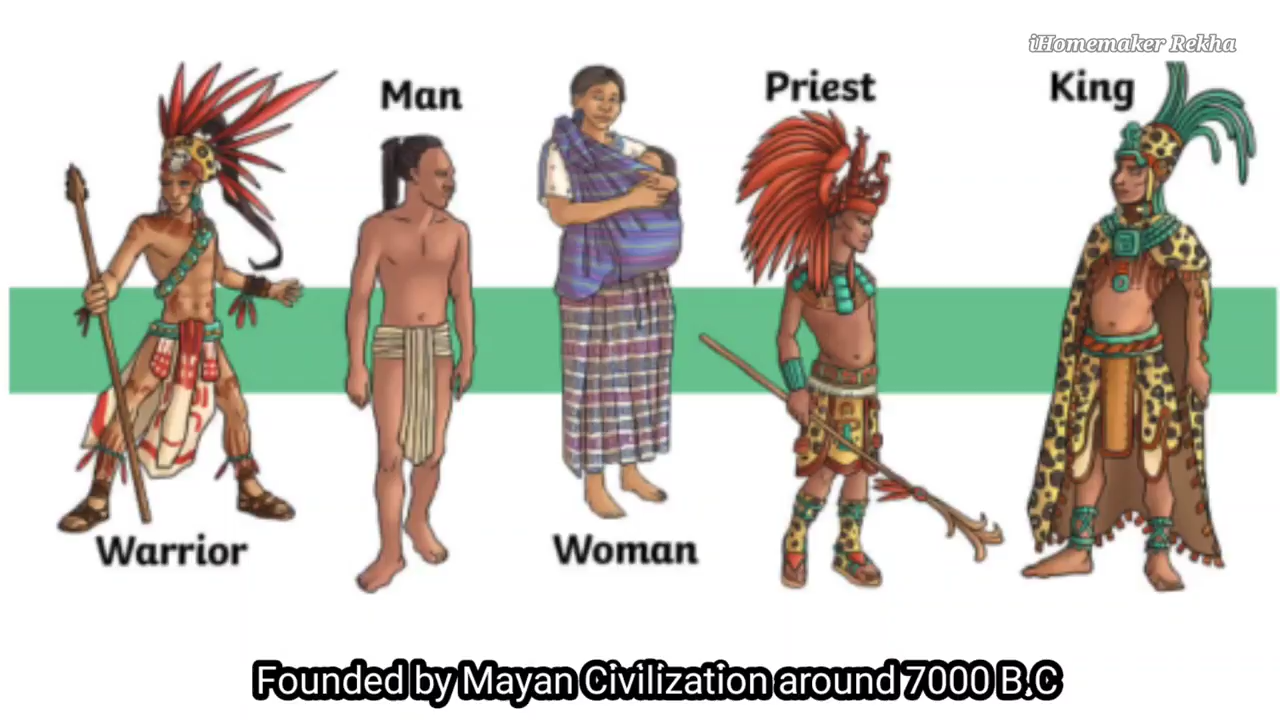 iHomemaker Rekha
Man
Priest
King
Warrior
Woman
Founded by Mayan Civilization around 7000 B.C